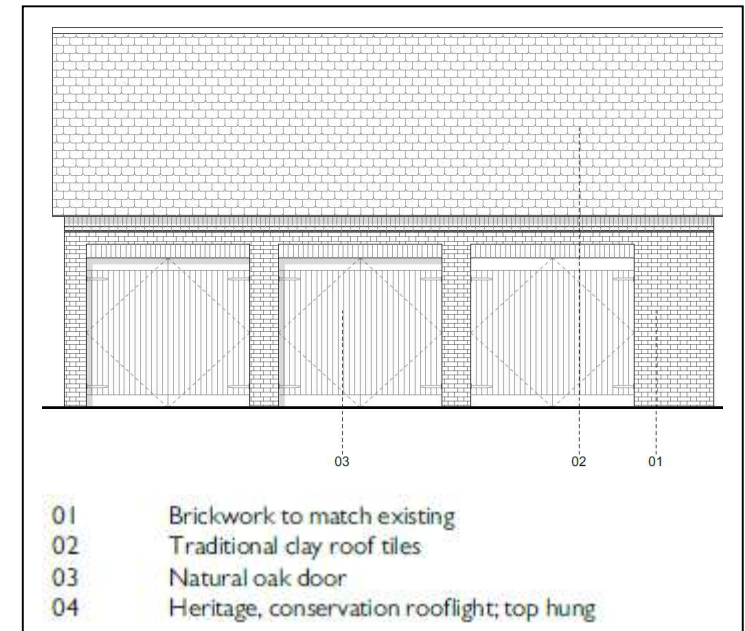 03 02 01
01 Brickwork to match existing
02 Traditional clay roof tiles
03 Natural oak door
04 Heritage, conservation rooflight; top hung